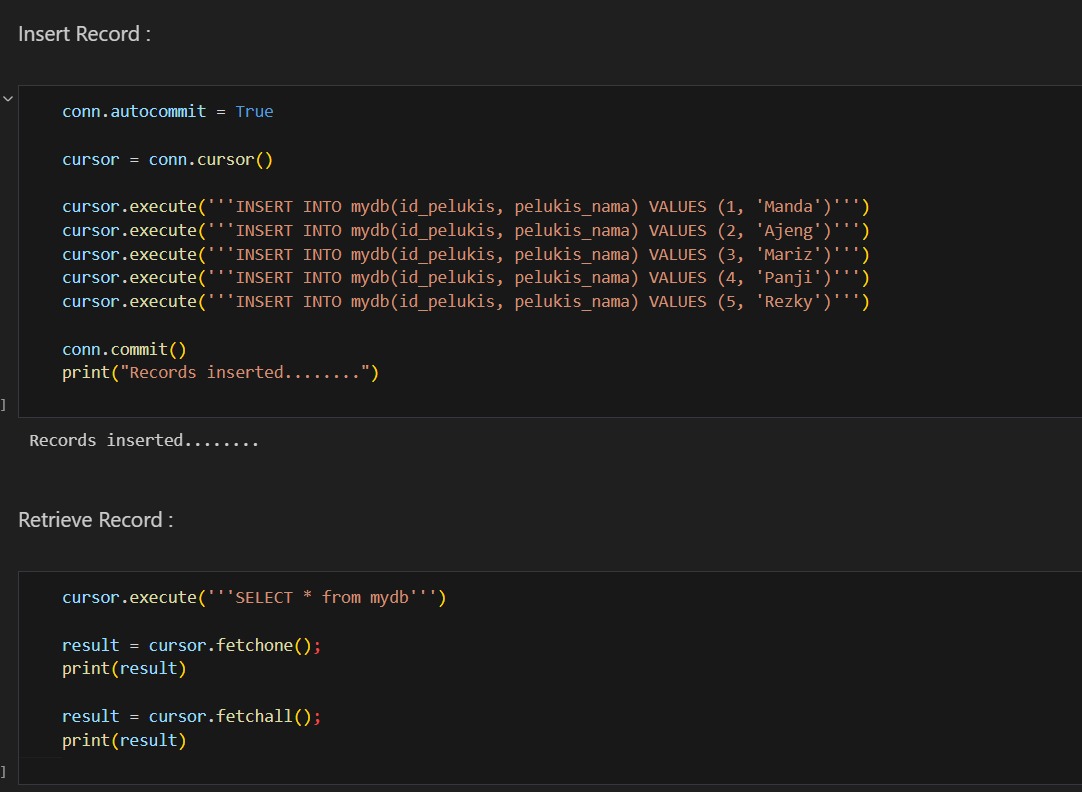 Insert Record :
conn.autocommit = True
cursor = conn.cursor()
cursor.execute('''INSERT INTO mydb(id_pelukis, pelukis_nama) VALUES (1, 'Manda')''')
cursor.execute('''INSERT INTO mydb(id_pelukis, pelukis_nama) VALUES (2, 'Ajeng')''')
cursor.execute('''INSERT INTO mydb(id_pelukis, pelukis_nama) VALUES (3, 'Mariz')''')
cursor.execute('''INSERT INTO mydb(id_pelukis, pelukis_nama) VALUES (4, 'Panji')''')
cursor.execute('''INSERT INTO mydb(id_pelukis, pelukis_nama) VALUES (5, 'Rezky')''')
conn.commit()
print("Records inserted........")
]
Records inserted........
Retrieve Record :
cursor.execute('''SELECT * from mydb''')
result = cursor.fetchone();
print(result)
result = cursor.fetchall();
print(result)
]